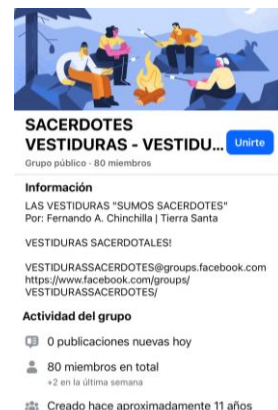 SACERDOTES
VESTIDURAS - VESTIDU...
Unirte
Grupo público · 80 miembros
Información
LAS VESTIDURAS "SUMOS SACERDOTES"
Por: Fernando A. Chinchilla | Tierra Santa
VESTIDURAS SACERDOTALES!
VESTIDURASSACERDOTES@groups.facebook.com
https://www.facebook.com/groups/
VESTIDURASSACERDOTES/
Actividad del grupo
0 publicaciones nuevas hoy
80 miembros en total
+2 en la última semana
Creado hace aproximadamente 11 años